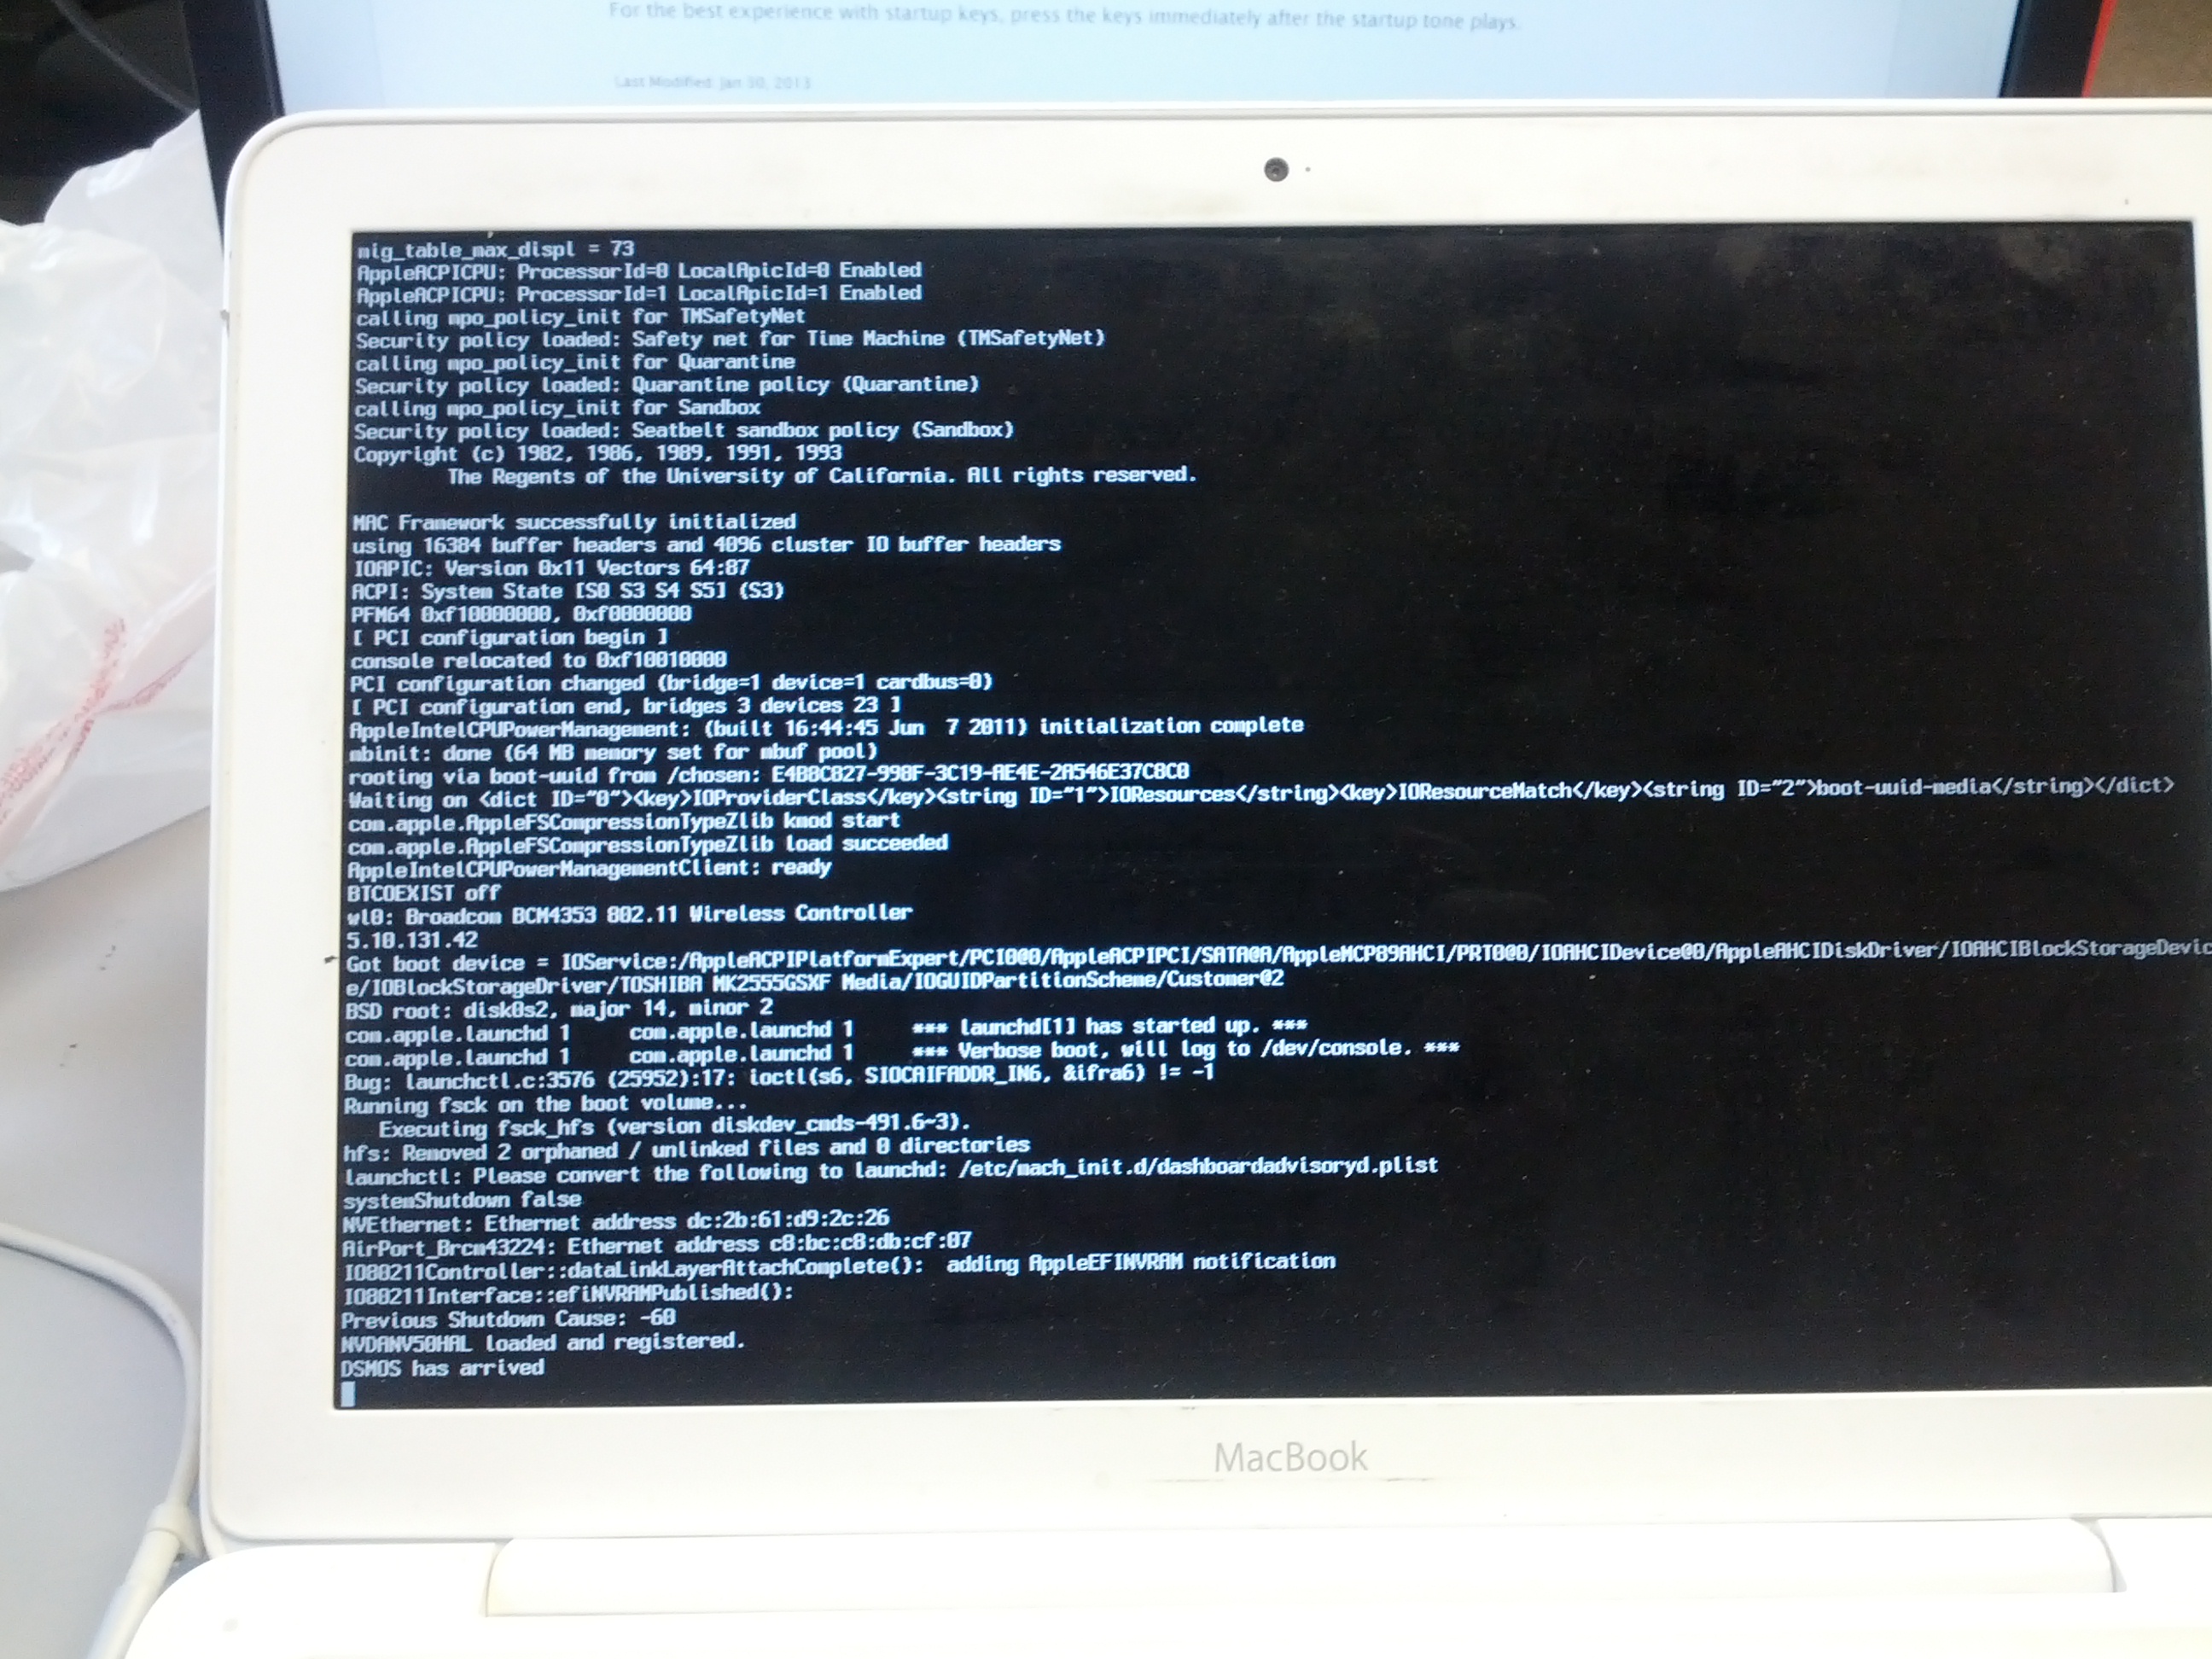 For the best experience with startup keys, press the keys immediately after the startup tone plays.
Last Modified: Jan 30, 2013
mig_table_max_displ = 73
AppleACPICPU: ProcessorId=0 LocalApicId=0 Enabled
AppleACPICPU: ProcessorId=1 LocalApicId=1 Enabled
calling mpo_policy_init for TMSafetyNet
Security policy loaded: Safety net for Time Machine (TMSafetyNet)
calling mpo_policy_init for Quarantine
Security policy loaded: Quarantine policy (Quarantine)
calling mpo_policy_init for Sandbox
Security policy loaded: Seatbelt sandbox policy (Sandbox)
Copyright (c) 1982, 1986, 1989, 1991, 1993
The Regents of the University of California. All rights reserved.
MAC Framework successfully initialized
using 16384 buffer headers and 4096 cluster IO buffer headers
IOAPIC: Version 0x11 Vectors 64:87
ACPI: System State [S0 S3 S4 S5] (S3)
PFM64 0xf10000000, 0xf0000000
[ PCI configuration begin ]
console relocated to 0xf10010000
PCI configuration changed (bridge=1 device=1 cardbus=0)
[ PCI configuration end, bridges 3 devices 23 ]
AppleIntelCPUPowerManagement: (built 16:44:45 Jun  7 2011) initialization complete
mbinit: done (64 MB memory set for mbuf pool)
rooting via boot-uuid from /chosen: E4B8C827-998F-3C19-AE4E-2A546E37C8C0
Waiting on <dict ID="0"><key>IOProviderClass</key><string ID="1">IOResources</string><key>IOResourceMatch</key><string ID="2">boot-uuid-media</string></dict>
com.apple.AppleFSCompressionTypeZlib kmod start
com.apple.AppleFSCompressionTypeZlib load succeeded
AppleIntelCPUPowerManagementClient: ready
BTCOEXIST off
wl0: Broadcom BCM4353 802.11 Wireless Controller
5.10.131.42
Got boot device = IOService:/AppleACPIPlatformExpert/PCI0@0/AppleACPIPCI/SATA@A/AppleMCP89AHCI/PRT0@0/IOAHCIDevice@0/AppleAHCIDiskDriver/IOAHCIBlockStorageDevic
e/IOBlockStorageDriver/TOSHIBA MK2555GSXF Media/IOGUIDPartitionScheme/Customer@2
BSD root: disk0s2, major 14, minor 2
com.apple.launchd 1     com.apple.launchd 1     *** launchd[1] has started up. ***
com.apple.launchd 1     com.apple.launchd 1     *** Verbose boot, will log to /dev/console. ***
Bug: launchctl.c:3576 (25952):17: ioctl(s6, SIOCAIFADDR_IN6, &ifra6) != -1
Running fsck on the boot volume...
Executing fsck_hfs (version diskdev_cmds-491.6~3).
hfs: Removed 2 orphaned / unlinked files and 0 directories
launchctl: Please convert the following to launchd: /etc/mach_init.d/dashboardadvisoryd.plist
systemShutdown false
NVEthernet: Ethernet address dc:2b:61:d9:2c:26
AirPort_Brcm43224: Ethernet address c8:bc:c8:db:cf:07
IO80211Controller::dataLinkLayerAttachComplete():  adding AppleEFINVRAM notification
IO80211Interface::efiNVRAMPublished():
Previous Shutdown Cause: -60
NVDANV50HAL loaded and registered.
DSMOS has arrived
MacBook